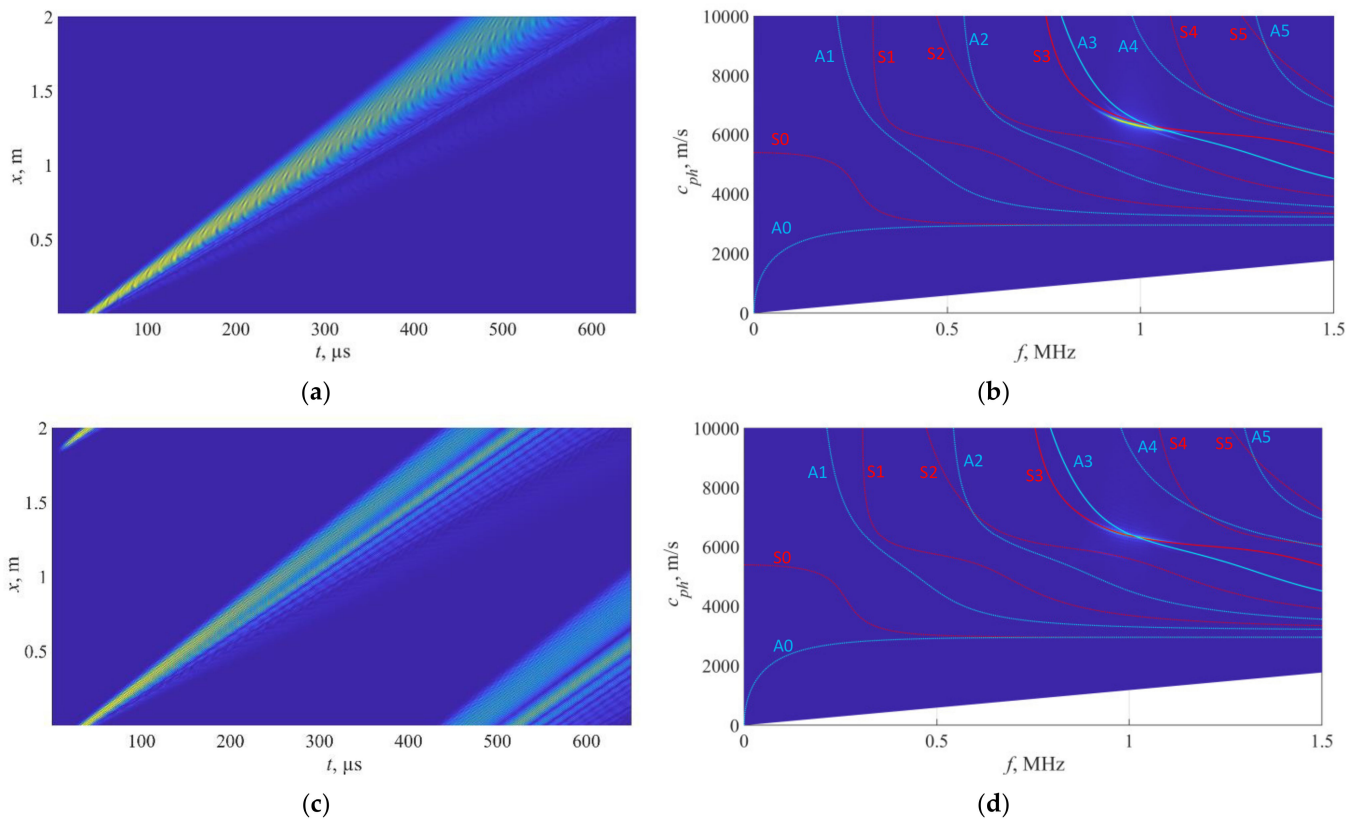 2
1.5
1
0.5
x, m
100 200 300 400 500 600
t, μs
(a)
10000
8000
6000
4000
2000
0
c_ph, m/s
A1 S1 S2 A2 S3 A3 A4 S4 S5 A5
S0
A0
0 0.5 1 1.5
f, MHz
(b)
2
1.5
1
0.5
x, m
100 200 300 400 500 600
t, μs
(c)
10000
8000
6000
4000
2000
0
c_ph, m/s
A1 S1 S2 A2 S3 A3 A4 S4 S5 A5
S0
A0
0 0.5 1 1.5
f, MHz
(d)